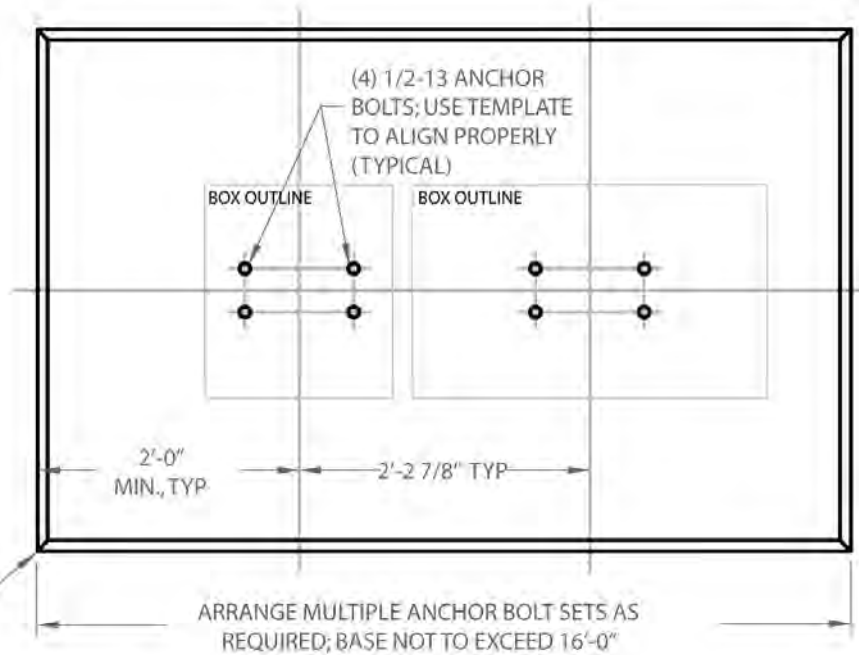 (4) 1/2-13 ANCHOR
BOLTS; USE TEMPLATE
TO ALIGN PROPERLY
(TYPICAL)
BOX OUTLINE
BOX OUTLINE
2'-0"
MIN., TYP
2'-2 7/8" TYP
ARRANGE MULTIPLE ANCHOR BOLT SETS AS
REQUIRED; BASE NOT TO EXCEED 16'-0"